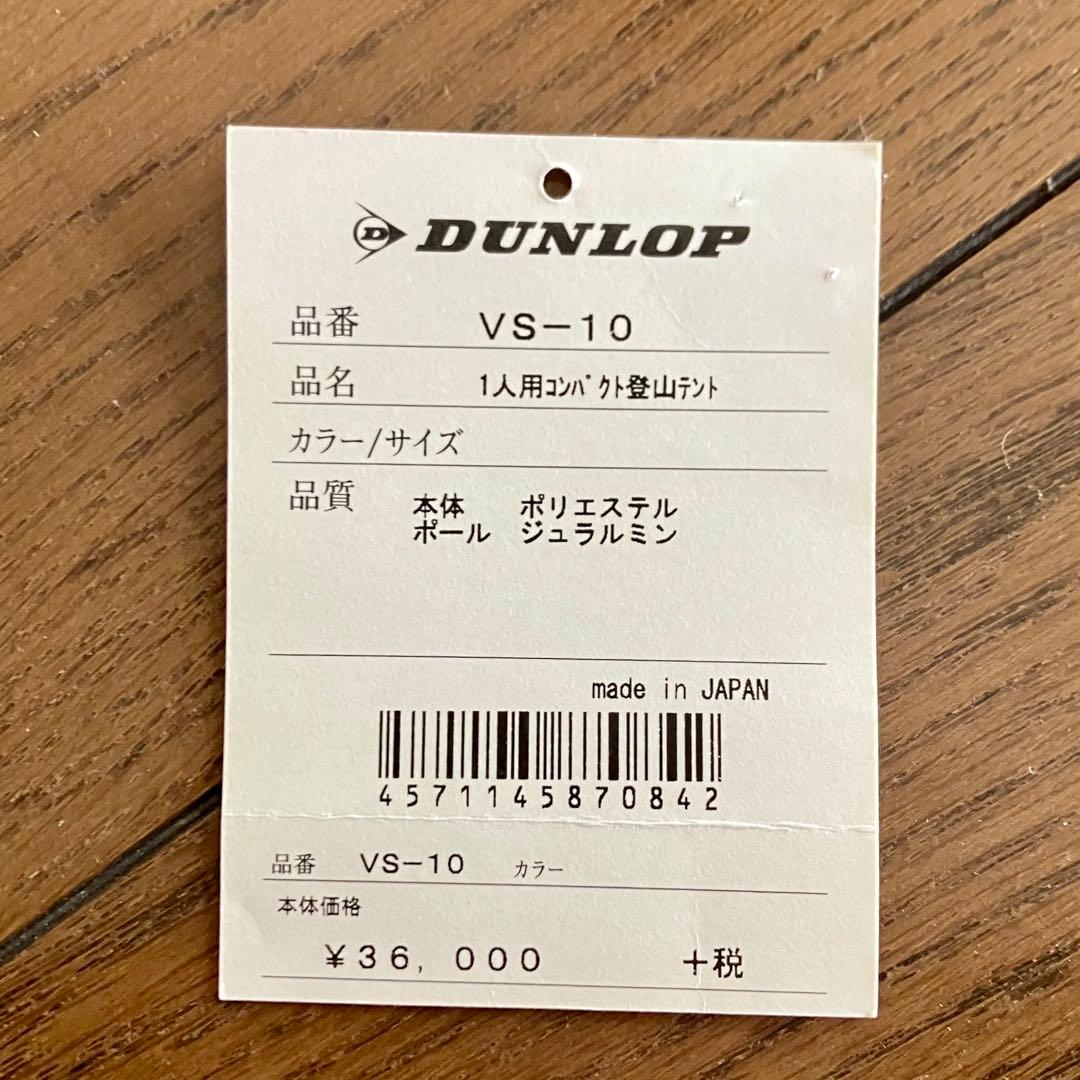 D DUNLOP
品番 VS-10
品名 1人用ｺﾝﾊﾟｸﾄ登山ﾃﾝﾄ
カラー/サイズ
品質 本体 ポリエステル
ポール ジュラルミン
made in JAPAN
4571145870842
品番 VS-10 カラー
本体価格
¥36,000 +税